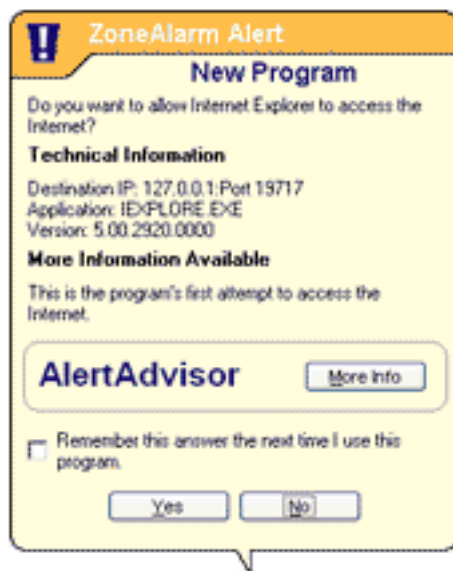 ZoneAlarm Alert
New Program
Do you want to allow Internet Explorer to access the
Internet?
Technical Information
Destination IP: 127.0.0.1:Port 19717
Application: IEXPLORE.EXE
Version: 5.00.2920.0000
More Information Available
This is the program's first attempt to access the
Internet.
AlertAdvisor
More Info
Remember this answer the next time I use this
program.
Yes
No